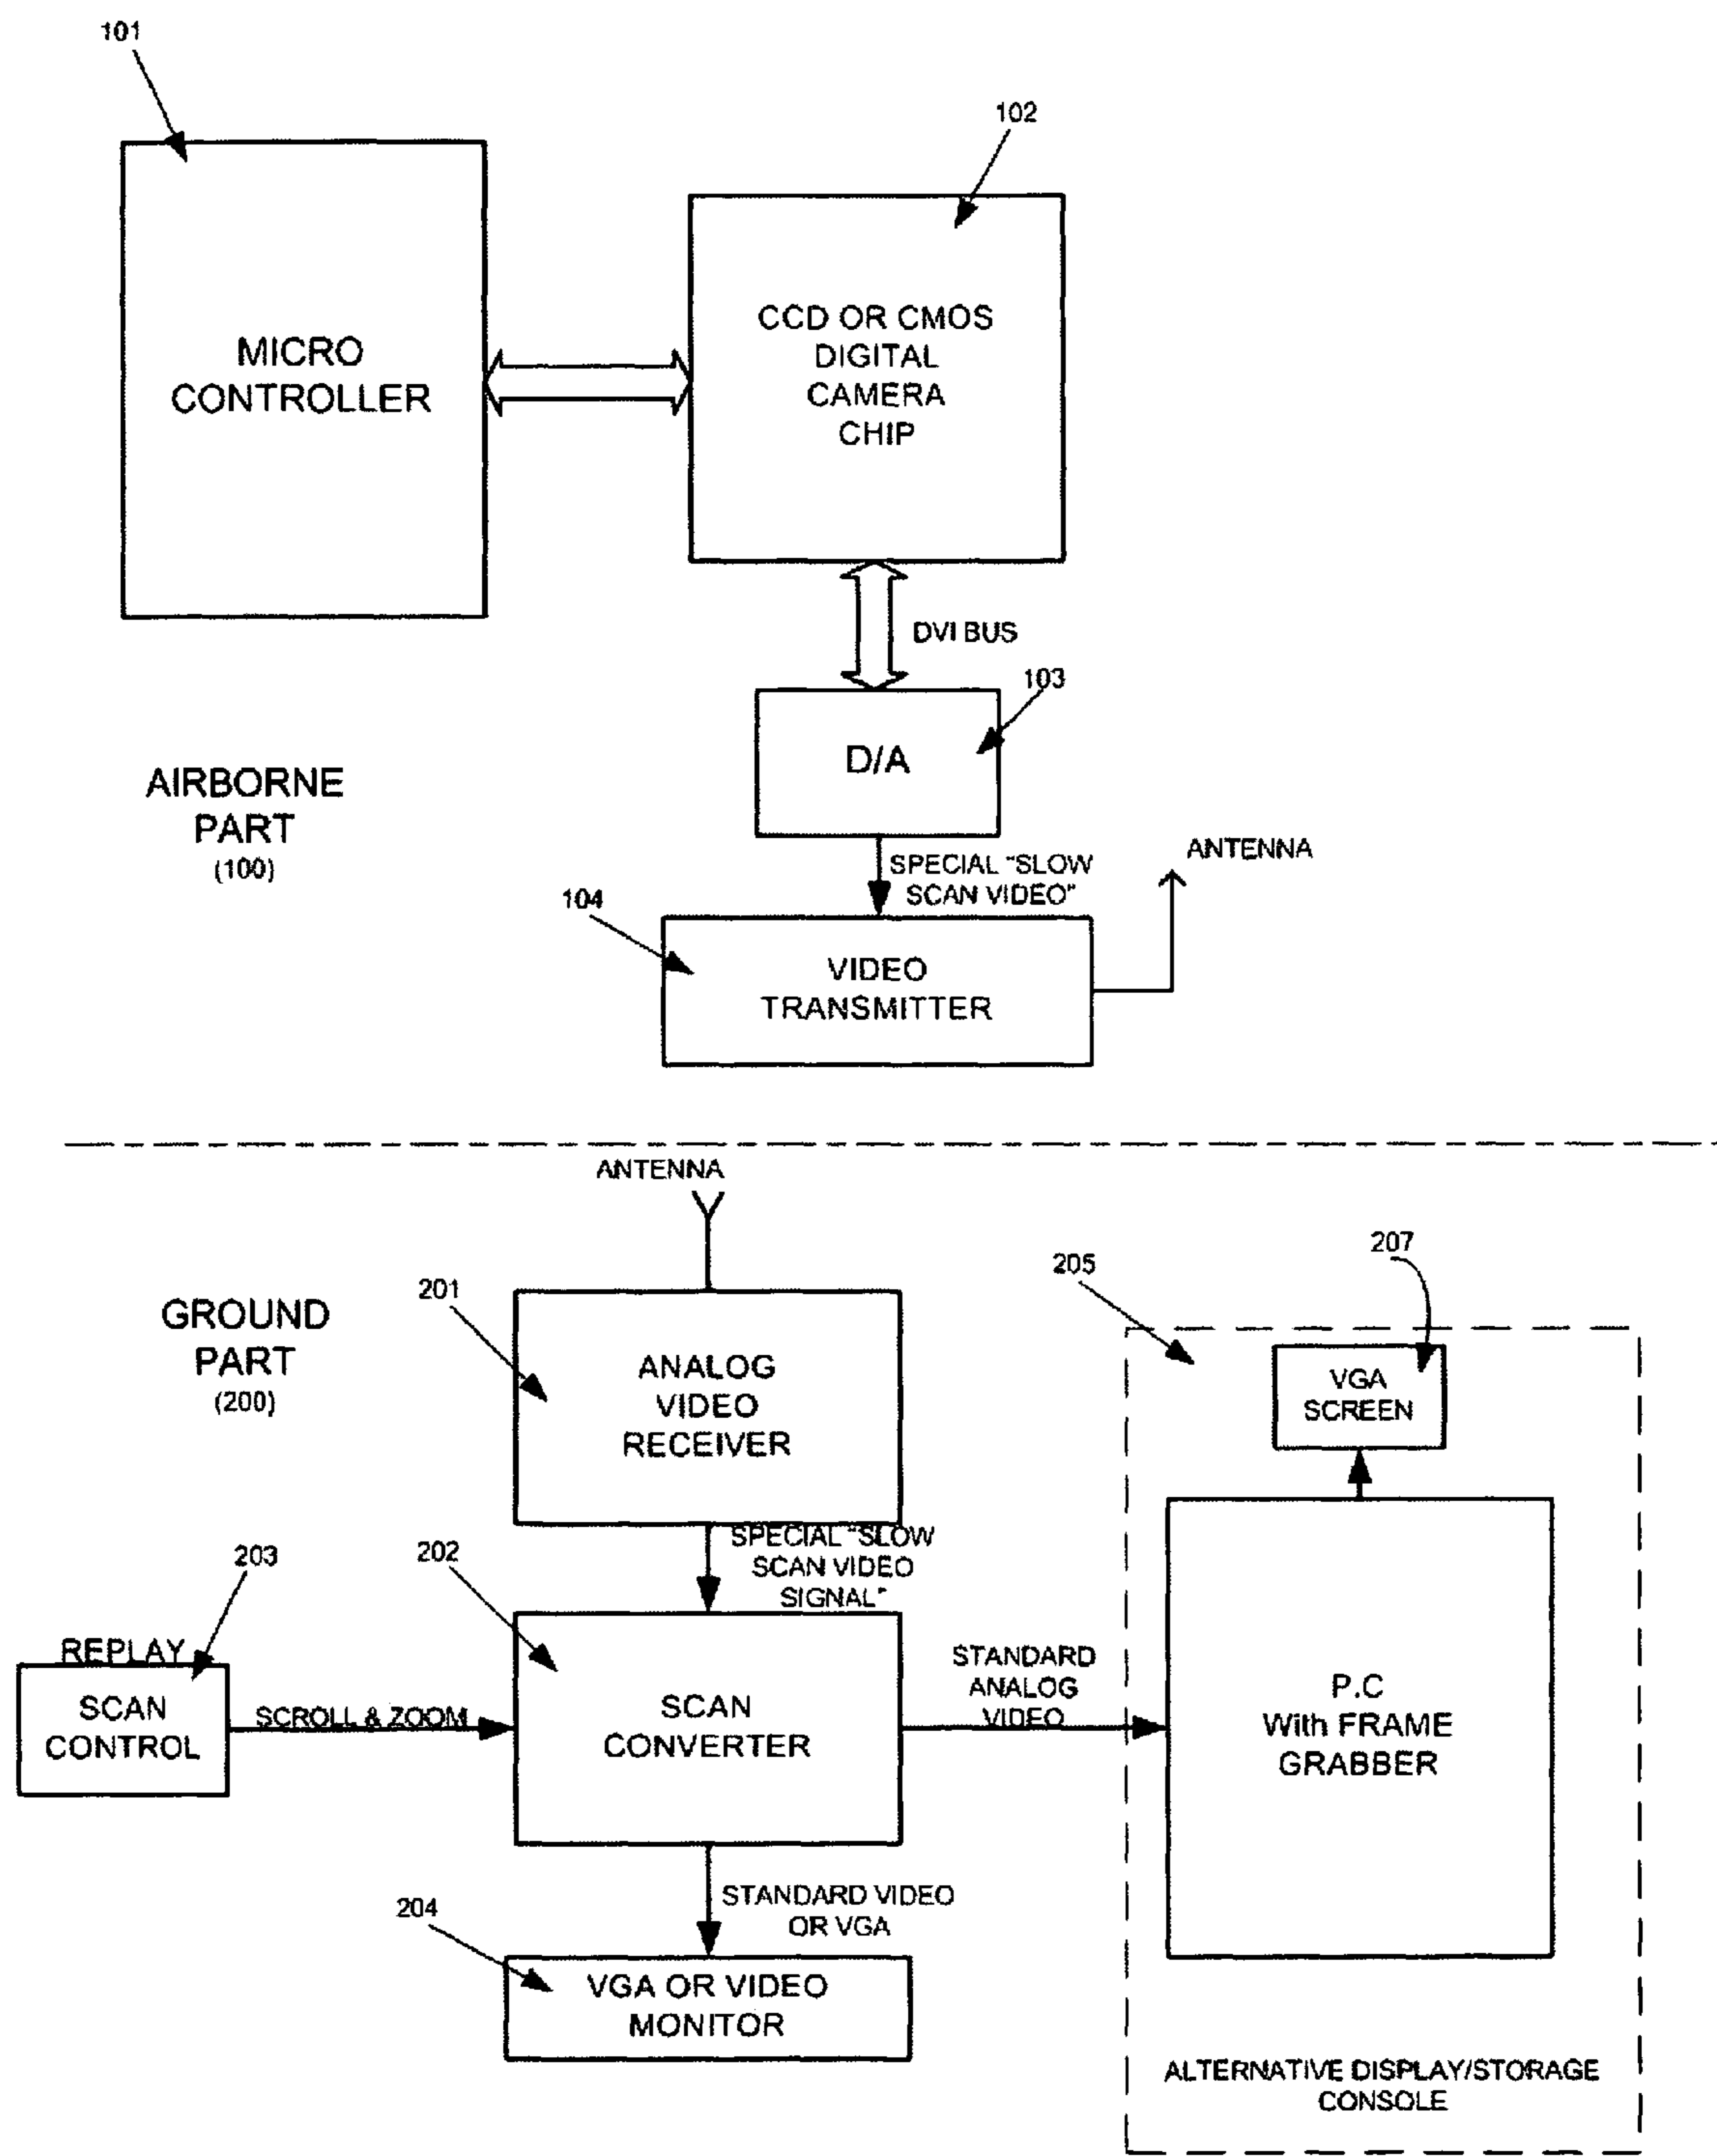 101
102
MICRO
CONTROLLER
CCD OR CMOS
DIGITAL
CAMERA
CHIP
DVI BUS
103
D/A
AIRBORNE
PART
(100)
SPECIAL "SLOW
SCAN VIDEO"
ANTENNA
104
VIDEO
TRANSMITTER
ANTENNA
GROUND
PART
(200)
201
ANALOG
VIDEO
RECEIVER
205
207
VGA
SCREEN
SPECIAL "SLOW
SCAN VIDEO
SIGNAL"
203
202
REPLAY
SCAN
CONTROL
SCROLL & ZOOM
SCAN
CONVERTER
STANDARD
ANALOG
VIDEO
P.C
With FRAME
GRABBER
STANDARD VIDEO
OR VGA
204
VGA OR VIDEO
MONITOR
ALTERNATIVE DISPLAY/STORAGE
CONSOLE